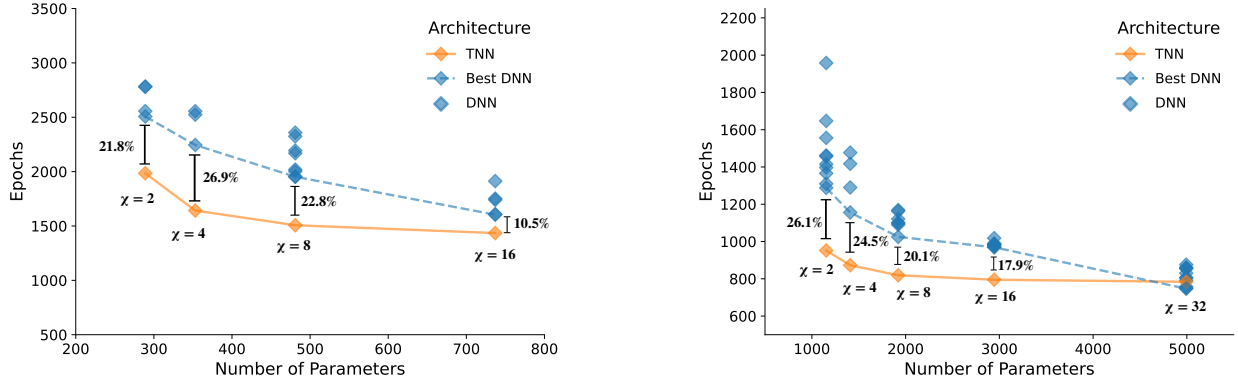 3500
3000
2500
2000
1500
1000
500
Epochs
200
300
400
500
600
700
800
Number of Parameters
Architecture
TNN
Best DNN
DNN
21.8%
26.9%
22.8%
10.5%
χ = 2
χ = 4
χ = 8
χ = 16
2200
2000
1800
1600
1400
1200
1000
800
600
Epochs
1000
2000
3000
4000
5000
Number of Parameters
Architecture
TNN
Best DNN
DNN
26.1%
24.5%
20.1%
17.9%
χ = 2
χ = 4
χ = 8
χ = 16
χ = 32